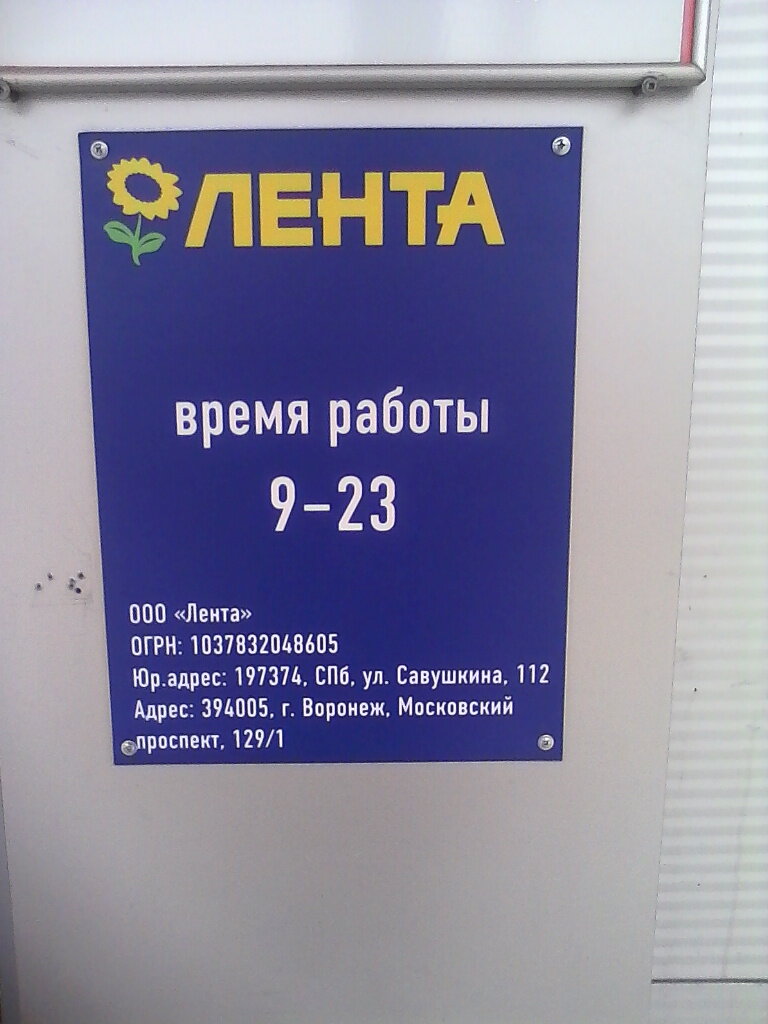 ЛЕНТА
время работы
9–23
ООО «Лента»
ОГРН: 1037832048605
Юр.адрес: 197374, СПб, ул. Савушкина, 112
Адрес: 394005, г. Воронеж, Московский
проспект, 129/1